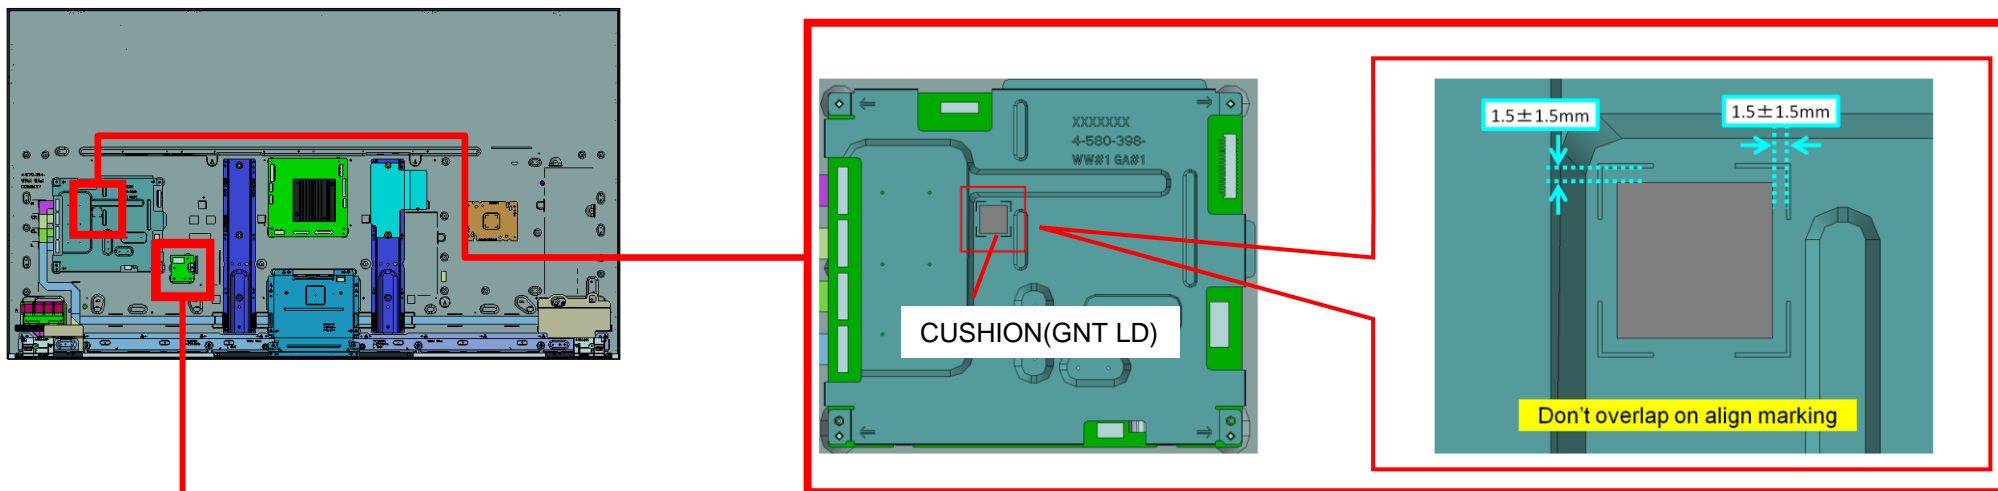 XXXXXXX
4-580-398-
WW#1 GA#1
CUSHION(GNT LD)
1.5±1.5mm
1.5±1.5mm
Don't overlap on align marking